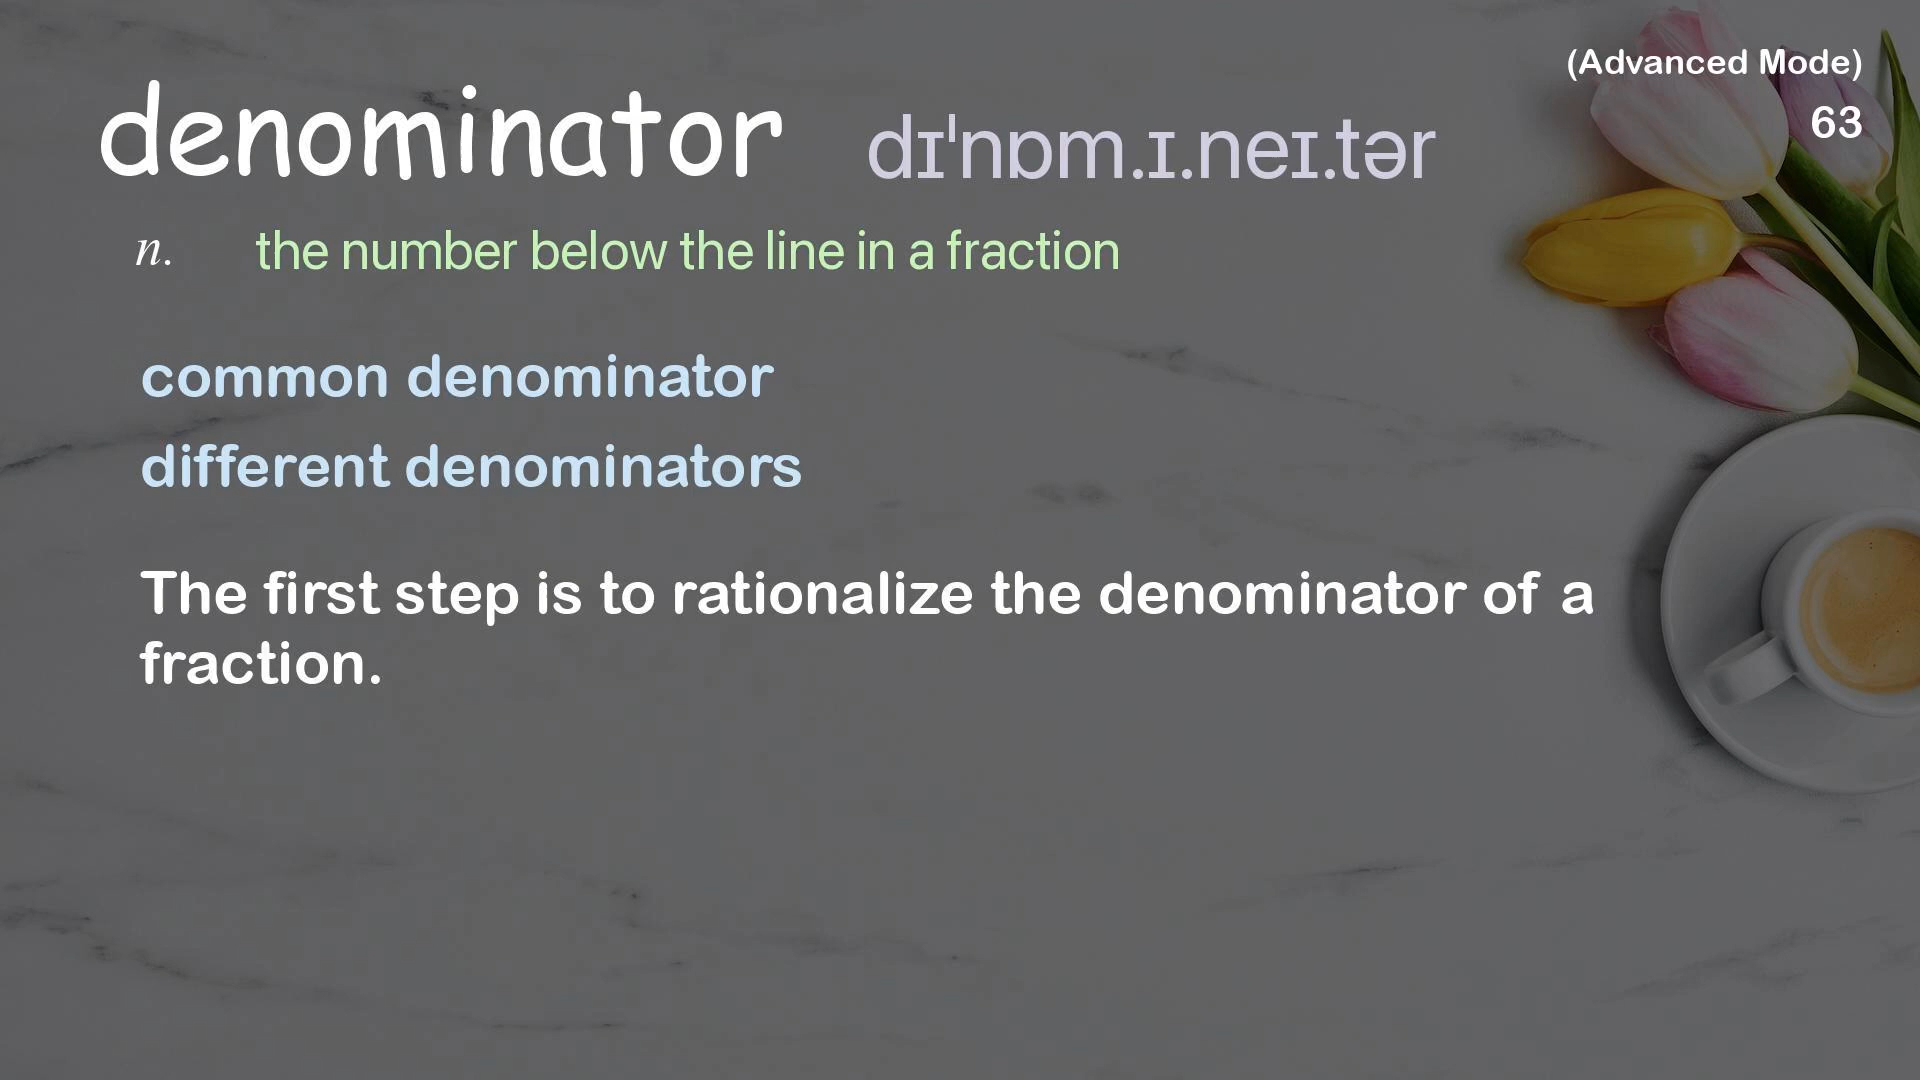 (Advanced Mode)
denominator dɪˈnɒm.ɪ.neɪ.tər
63
n. the number below the line in a fraction
common denominator
different denominators
The first step is to rationalize the denominator of a
fraction.